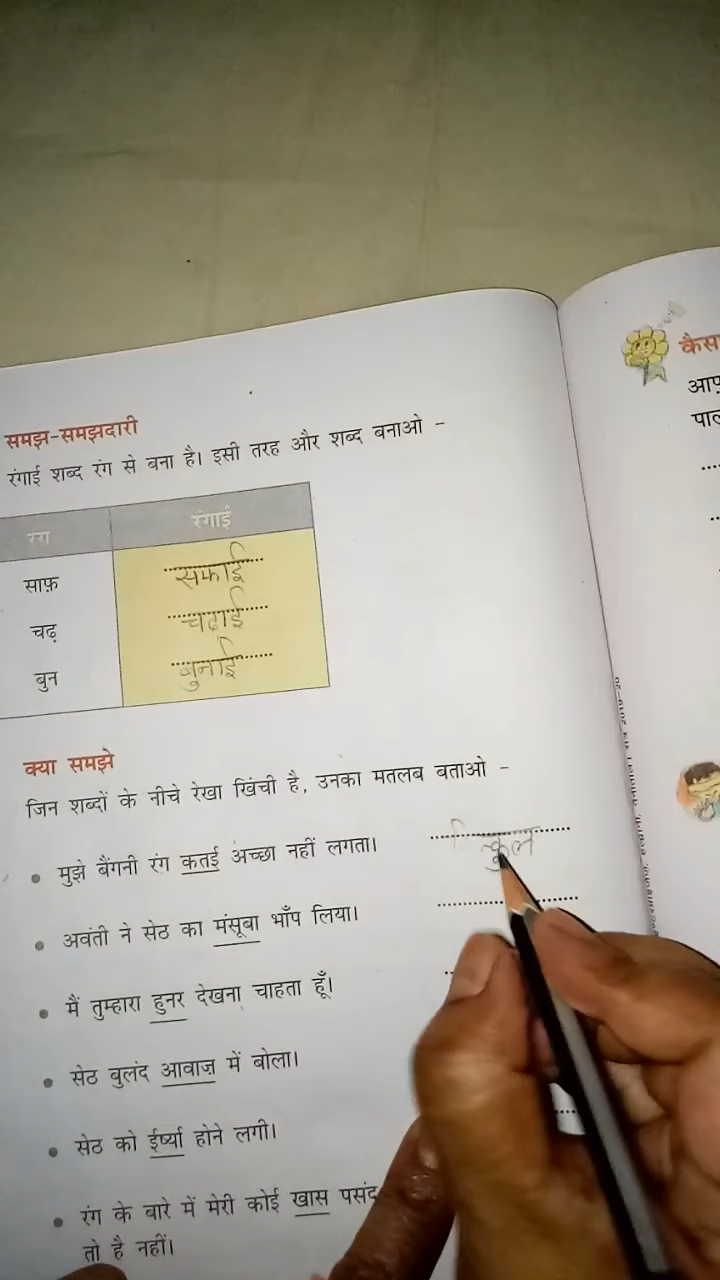 समझ-समझदारी
रंगाई शब्द रंग से बना है। इसी तरह और शब्द बनाओ -
रंग रंगाई
साफ़ सफाई
चढ़ चढ़ाई
बुन बुनाई
क्या समझे
जिन शब्दों के नीचे रेखा खिंची है, उनका मतलब बताओ -
मुझे बैंगनी रंग कतई अच्छा नहीं लगता।
अवंती ने सेठ का मंसूबा भाँप लिया।
मैं तुम्हारा हुनर देखना चाहता हूँ।
सेठ बुलंद आवाज़ में बोला।
सेठ को ईर्ष्या होने लगी।
रंग के बारे में मेरी कोई खास पसंद
तो है नहीं।
कैस
आप
पाल